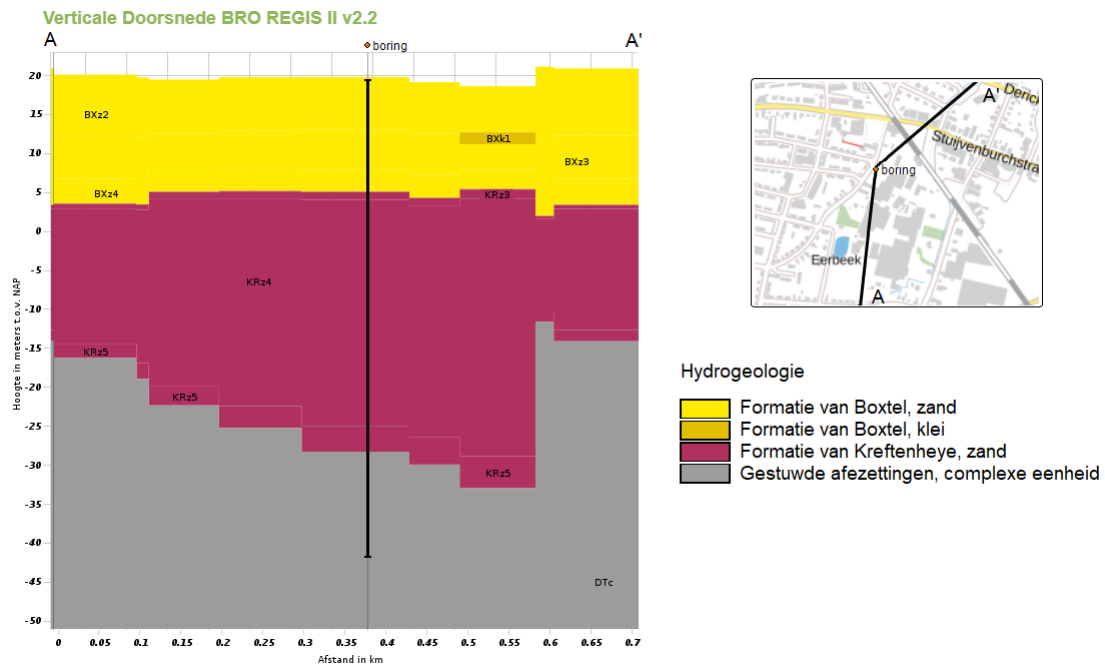 Verticale Doorsnede BRO REGIS II v2.2
A
boring
A'
20
15
10
5
0
-5
-10
-15
-20
-25
-30
-35
-40
-45
-50
Hoogte in meters t.o.v. NAP
BXz2
BXk1
BXz3
BXz4
KRz3
KRz4
KRz5
KRz5
KRz5
DTc
0 0.05 0.1 0.15 0.2 0.25 0.3 0.35 0.4 0.45 0.5 0.55 0.6 0.65 0.7
Afstand in km
A'
Derick
Stuijvenburchstra
boring
Eerbeek
A
Hydrogeologie
Formatie van Boxtel, zand
Formatie van Boxtel, klei
Formatie van Kreftenheye, zand
Gestuwde afezettingen, complexe eenheid